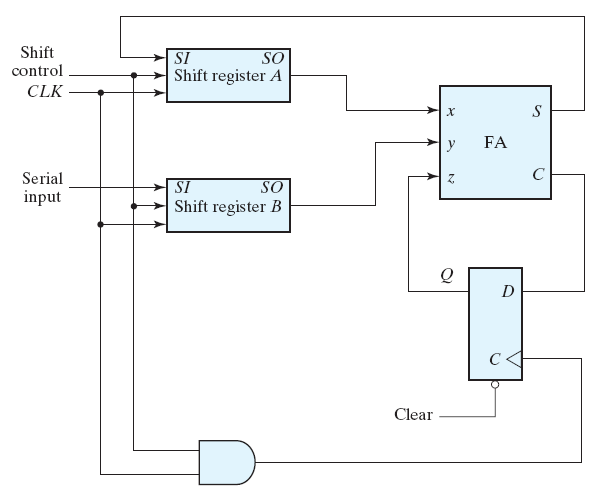 Shift
control
CLK
SI SO
Shift register A
x S
y FA
z C
Serial
input
SI SO
Shift register B
Q
D
C
Clear